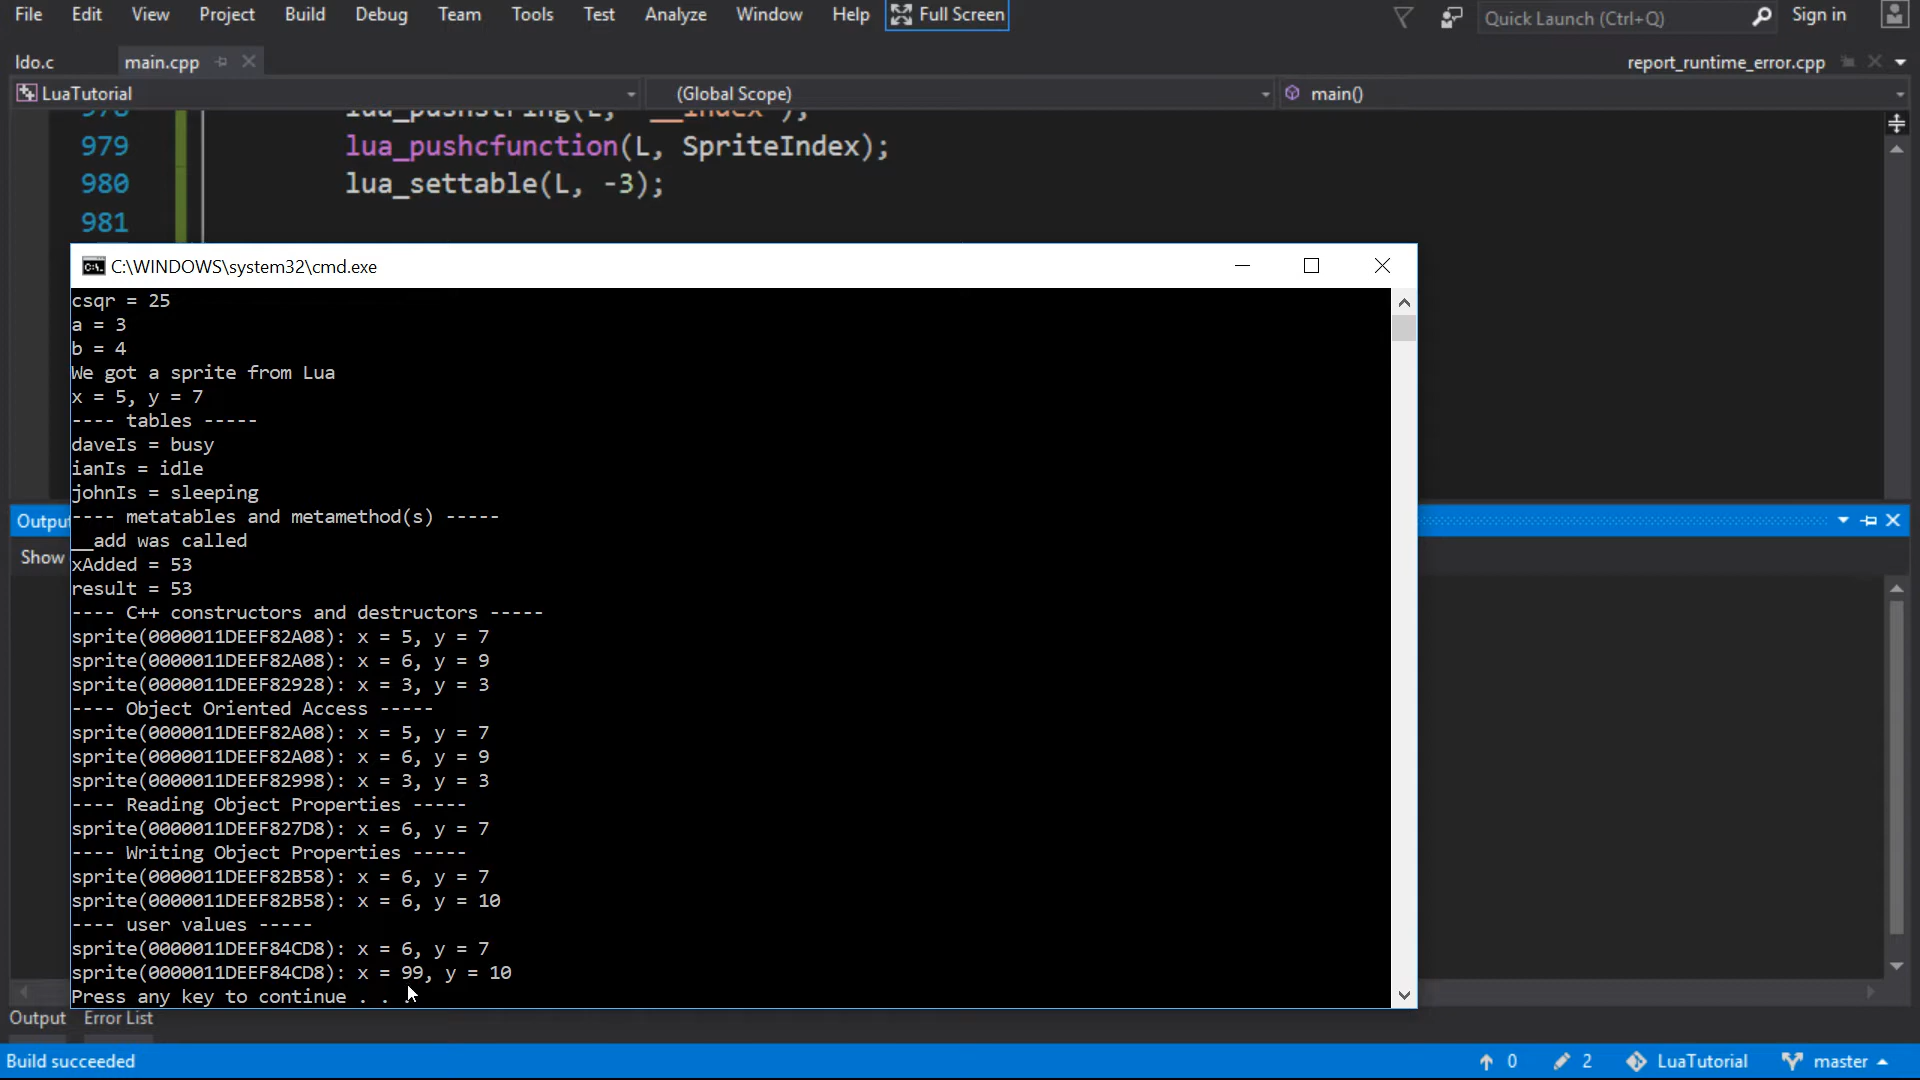 File Edit View Project Build Debug Team Tools Test Analyze Window Help Full Screen Quick Launch (Ctrl+Q) Sign in
ldo.c main.cpp report_runtime_error.cpp
LuaTutorial (Global Scope) main()
978 lua_pushstring(L, "__index");
979 lua_pushcfunction(L, SpriteIndex);
980 lua_settable(L, -3);
981
C:\WINDOWS\system32\cmd.exe
csqr = 25
a = 3
b = 4
We got a sprite from Lua
x = 5, y = 7
---- tables -----
daveIs = busy
ianIs = idle
johnIs = sleeping
---- metatables and metamethod(s) -----
__add was called
xAdded = 53
result = 53
---- C++ constructors and destructors -----
sprite(0000011DEEF82A08): x = 5, y = 7
sprite(0000011DEEF82A08): x = 6, y = 9
sprite(0000011DEEF82928): x = 3, y = 3
---- Object Oriented Access -----
sprite(0000011DEEF82A08): x = 5, y = 7
sprite(0000011DEEF82A08): x = 6, y = 9
sprite(0000011DEEF82998): x = 3, y = 3
---- Reading Object Properties -----
sprite(0000011DEEF827D8): x = 6, y = 7
---- Writing Object Properties -----
sprite(0000011DEEF82B58): x = 6, y = 7
sprite(0000011DEEF82B58): x = 6, y = 10
---- user values -----
sprite(0000011DEEF84CD8): x = 6, y = 7
sprite(0000011DEEF84CD8): x = 99, y = 10
Press any key to continue . . .
Output
Show
Output Error List
Build succeeded 0 2 LuaTutorial master